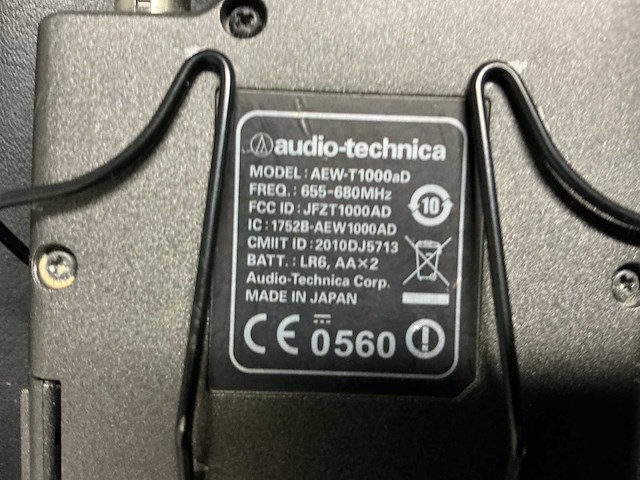 audio-technica
MODEL : AEW-T1000aD
FREQ. : 655-680MHz
FCC ID : JFZT1000AD
10
IC : 1752B-AEW1000AD
CMIIT ID : 2010DJ5713
BATT. : LR6, AA×2
Audio-Technica Corp.
MADE IN JAPAN
CE 0560